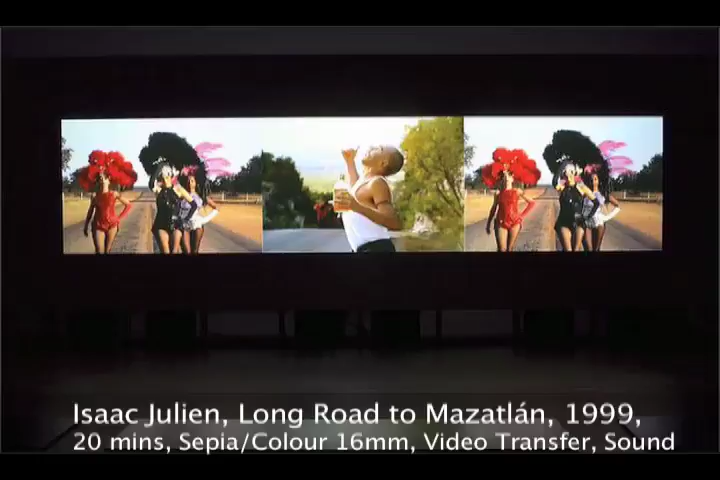 Isaac Julien, Long Road to Mazatlán, 1999,
20 mins, Sepia/Colour 16mm, Video Transfer, Sound